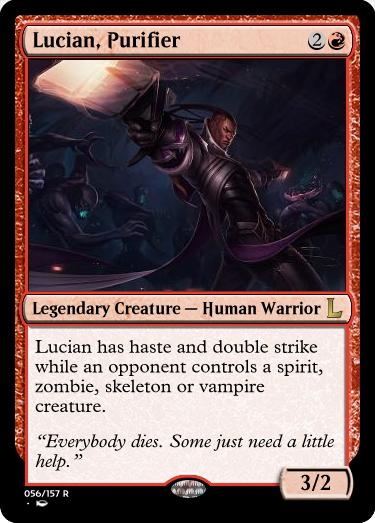 Lucian, Purifier 2
Legendary Creature — Human Warrior L
Lucian has haste and double strike
while an opponent controls a spirit,
zombie, skeleton or vampire
creature.
“Everybody dies. Some just need a little
help.”
3/2
056/157 R